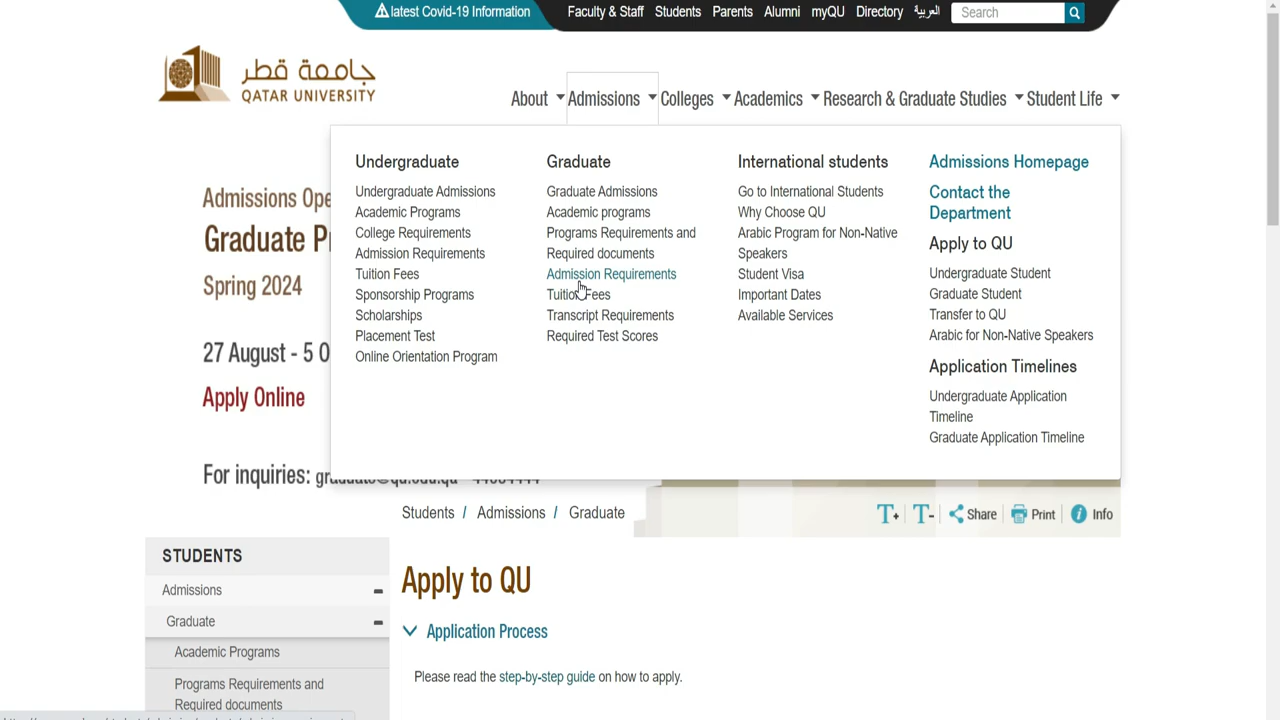 latest Covid-19 Information
Faculty & Staff Students Parents Alumni myQU Directory العربية Search
جامعة قطر
QATAR UNIVERSITY
About Admissions Colleges Academics Research & Graduate Studies Student Life
Undergraduate
Undergraduate Admissions
Academic Programs
College Requirements
Admission Requirements
Tuition Fees
Sponsorship Programs
Scholarships
Placement Test
Online Orientation Program
Graduate
Graduate Admissions
Academic programs
Programs Requirements and
Required documents
Admission Requirements
Tuition Fees
Transcript Requirements
Required Test Scores
International students
Go to International Students
Why Choose QU
Arabic Program for Non-Native
Speakers
Student Visa
Important Dates
Available Services
Admissions Homepage
Contact the
Department
Apply to QU
Undergraduate Student
Graduate Student
Transfer to QU
Arabic for Non-Native Speakers
Application Timelines
Undergraduate Application
Timeline
Graduate Application Timeline
Admissions Ope
Graduate P
Spring 2024
27 August - 5 O
Apply Online
For inquiries:
Students / Admissions / Graduate
T+ T- Share Print Info
STUDENTS
Admissions
Graduate
Academic Programs
Programs Requirements and
Required documents
Apply to QU
Application Process
Please read the step-by-step guide on how to apply.